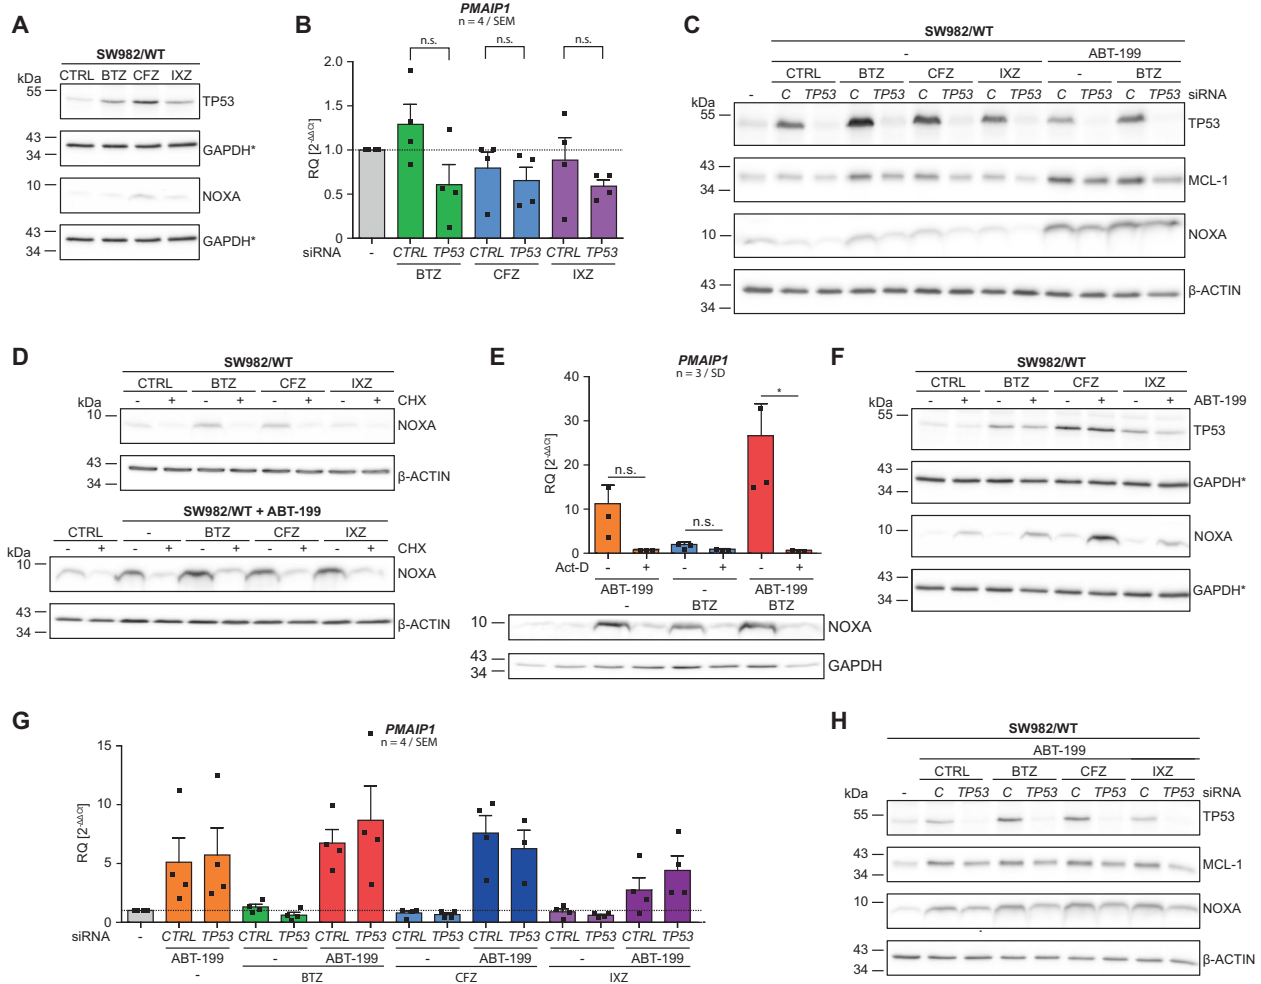 A
SW982/WT
kDa CTRL BTZ CFZ IXZ
55 TP53
43
34 GAPDH*
10 NOXA
43
34 GAPDH*
B
PMAIP1
n = 4 / SEM
n.s. n.s. n.s.
RQ [2-ΔΔCt]
2.0
1.5
1.0
0.5
0
siRNA - CTRL TP53 CTRL TP53 CTRL TP53
BTZ CFZ IXZ
C
SW982/WT
- ABT-199
CTRL BTZ CFZ IXZ - BTZ
kDa - C TP53 C TP53 C TP53 C TP53 C TP53 C TP53 siRNA
55 TP53
43
34 MCL-1
10 NOXA
43
34 β-ACTIN
D
SW982/WT
CTRL BTZ CFZ IXZ
kDa - + - + - + - + CHX
10 NOXA
43
34 β-ACTIN
SW982/WT + ABT-199
CTRL - BTZ CFZ IXZ
kDa - + - + - + - + - + CHX
10 NOXA
43
34 β-ACTIN
E
PMAIP1
n = 3 / SD
RQ [2-ΔΔCt]
40
30
20
10
0
n.s. n.s. *
Act-D - + - + - +
ABT-199 - ABT-199
- BTZ BTZ
10 NOXA
43
34 GAPDH
F
SW982/WT
CTRL BTZ CFZ IXZ
kDa - + - + - + - + ABT-199
55 TP53
43
34 GAPDH*
10 NOXA
43
34 GAPDH*
G
PMAIP1
n = 4 / SEM
RQ [2-ΔΔCt]
15
10
5
0
siRNA - CTRL TP53 CTRL TP53 CTRL TP53 CTRL TP53 CTRL TP53 CTRL TP53 CTRL TP53
ABT-199 - ABT-199 - ABT-199 - ABT-199
- BTZ CFZ IXZ
H
SW982/WT
ABT-199
CTRL BTZ CFZ IXZ
kDa - C TP53 C TP53 C TP53 C TP53 siRNA
55 TP53
43
34 MCL-1
10 NOXA
43
34 β-ACTIN